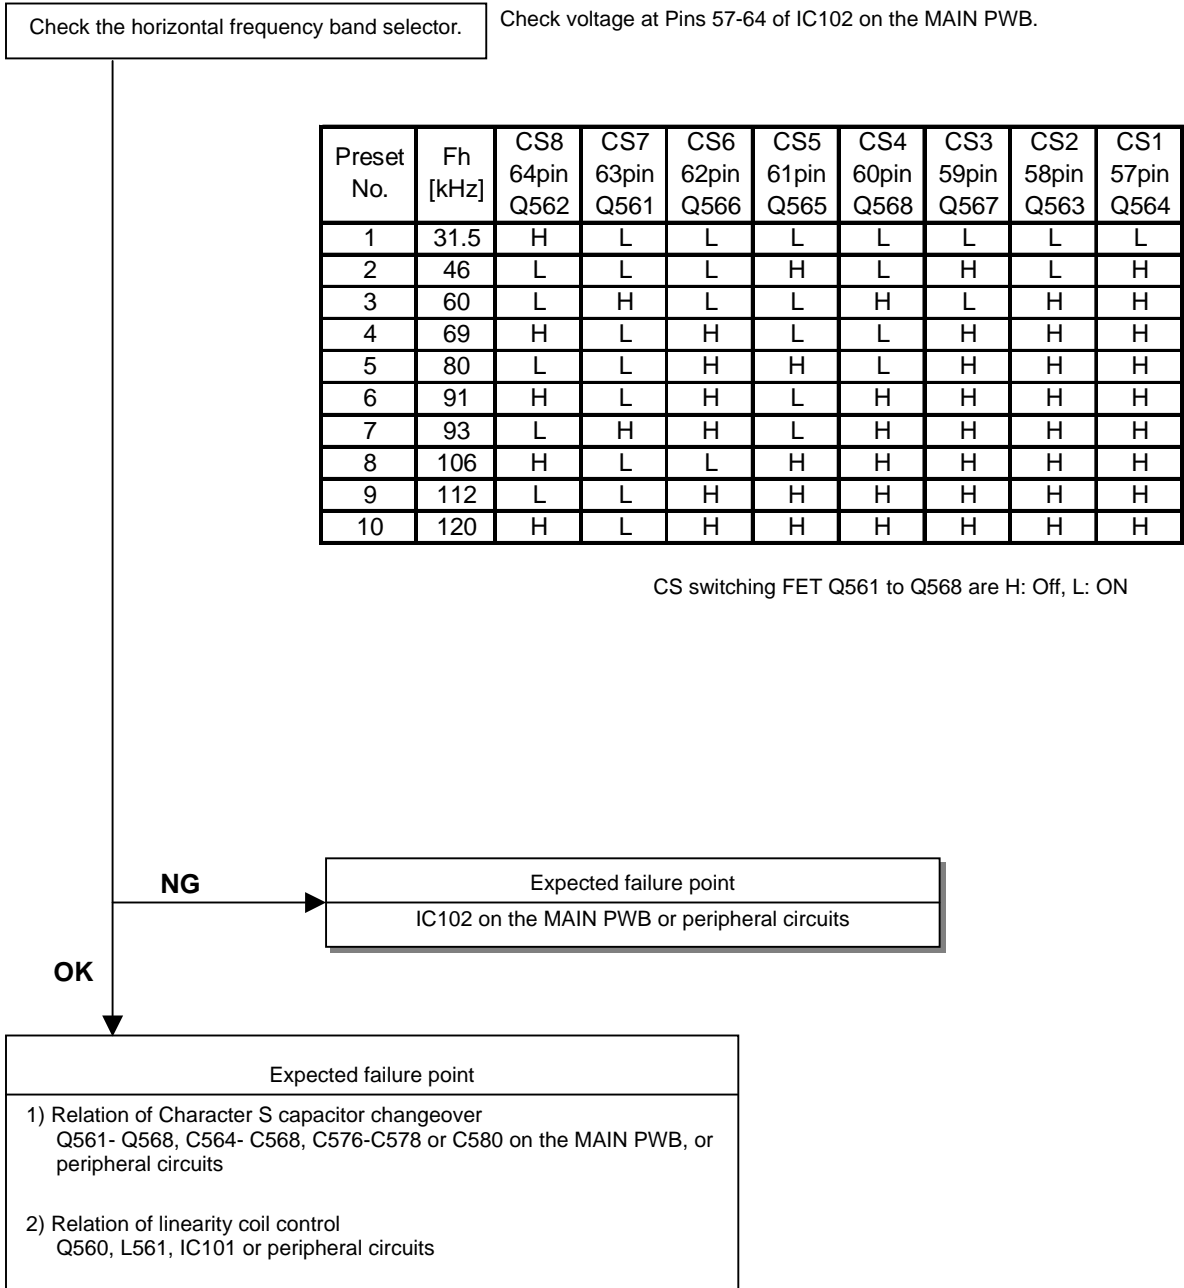 Check the horizontal frequency band selector.
Check voltage at Pins 57-64 of IC102 on the MAIN PWB.
Preset No. Fh [kHz] CS8 64pin Q562 CS7 63pin Q561 CS6 62pin Q566 CS5 61pin Q565 CS4 60pin Q568 CS3 59pin Q567 CS2 58pin Q563 CS1 57pin Q564
1 31.5 H L L L L L L L
2 46 L L L H L H L H
3 60 L H L L H L H H
4 69 H L H L L H H H
5 80 L L H H L H H H
6 91 H L H L H H H H
7 93 L H H L H H H H
8 106 H L L H H H H H
9 112 L L H H H H H H
10 120 H L H H H H H H
CS switching FET Q561 to Q568 are H: Off, L: ON
NG
Expected failure point
IC102 on the MAIN PWB or peripheral circuits
OK
Expected failure point
1) Relation of Character S capacitor changeover
Q561- Q568, C564- C568, C576-C578 or C580 on the MAIN PWB, or
peripheral circuits
2) Relation of linearity coil control
Q560, L561, IC101 or peripheral circuits